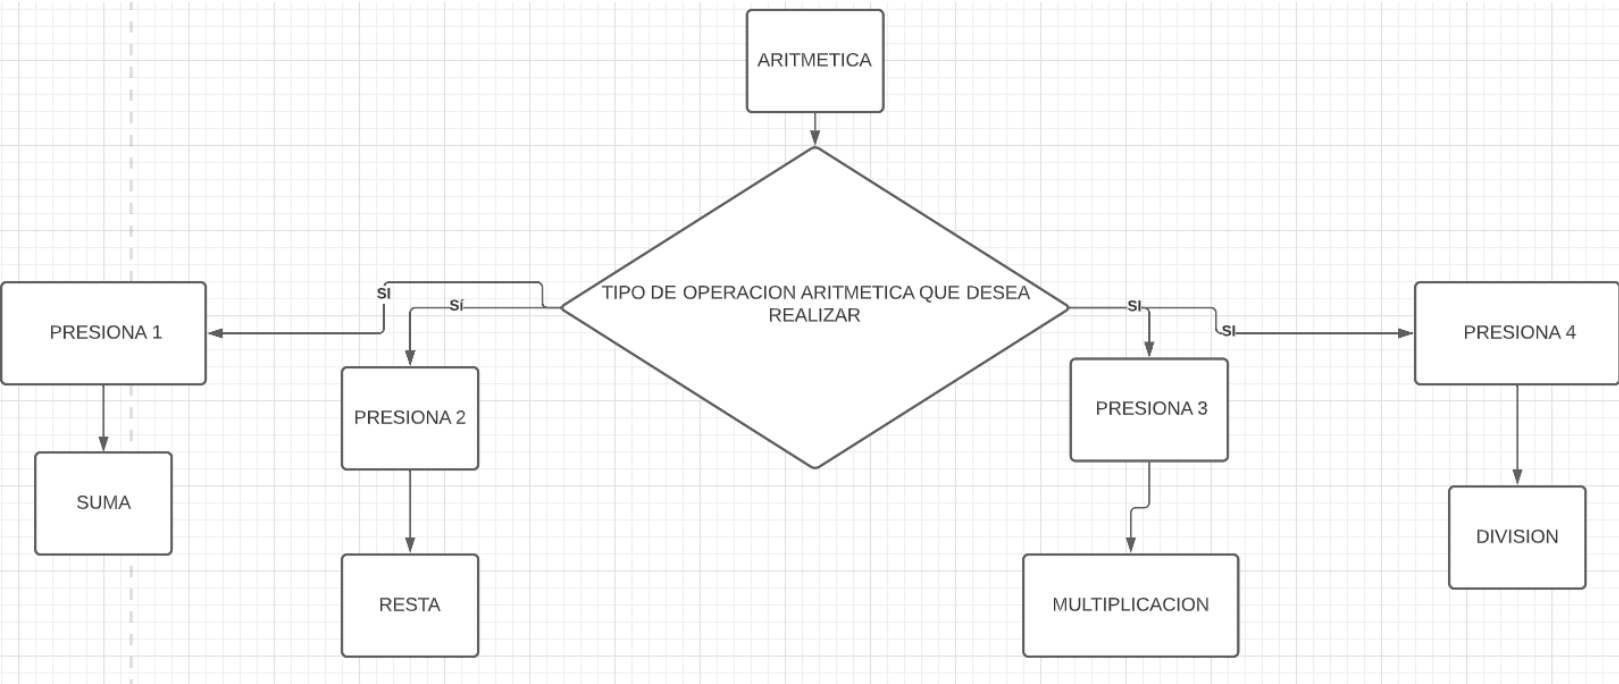 ARITMETICA
TIPO DE OPERACION ARITMETICA QUE DESEA
REALIZAR
SI
Sí
SI
SI
PRESIONA 1
PRESIONA 2
PRESIONA 3
PRESIONA 4
SUMA
RESTA
MULTIPLICACION
DIVISION